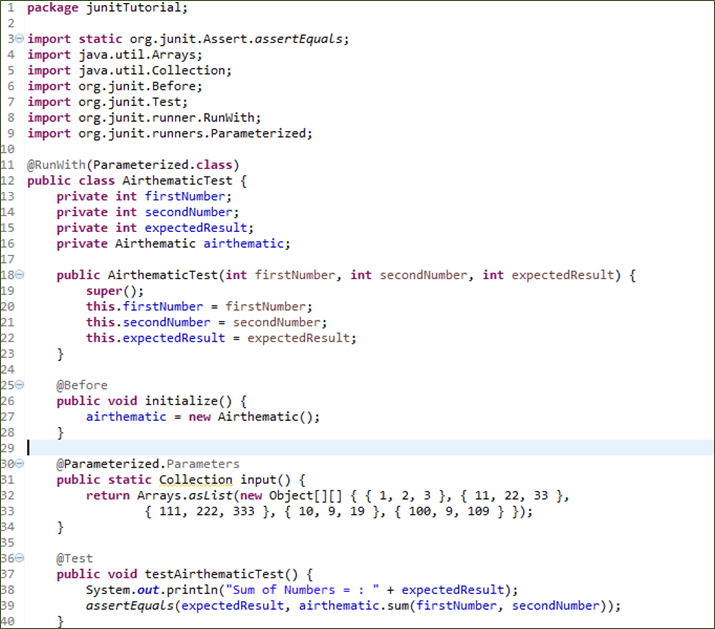 1 package junitTutorial;
2
3 import static org.junit.Assert.assertEquals;
4 import java.util.Arrays;
5 import java.util.Collection;
6 import org.junit.Before;
7 import org.junit.Test;
8 import org.junit.runner.RunWith;
9 import org.junit.runners.Parameterized;
10
11 @RunWith(Parameterized.class)
12 public class AirthematicTest {
13     private int firstNumber;
14     private int secondNumber;
15     private int expectedResult;
16     private Airthematic airthematic;
17
18     public AirthematicTest(int firstNumber, int secondNumber, int expectedResult) {
19         super();
20         this.firstNumber = firstNumber;
21         this.secondNumber = secondNumber;
22         this.expectedResult = expectedResult;
23     }
24
25     @Before
26     public void initialize() {
27         airthematic = new Airthematic();
28     }
29
30     @Parameterized.Parameters
31     public static Collection input() {
32         return Arrays.asList(new Object[][] { { 1, 2, 3 }, { 11, 22, 33 },
33                 { 111, 222, 333 }, { 10, 9, 19 }, { 100, 9, 109 } });
34     }
35
36     @Test
37     public void testAirthematicTest() {
38         System.out.println("Sum of Numbers = : " + expectedResult);
39         assertEquals(expectedResult, airthematic.sum(firstNumber, secondNumber));
40     }